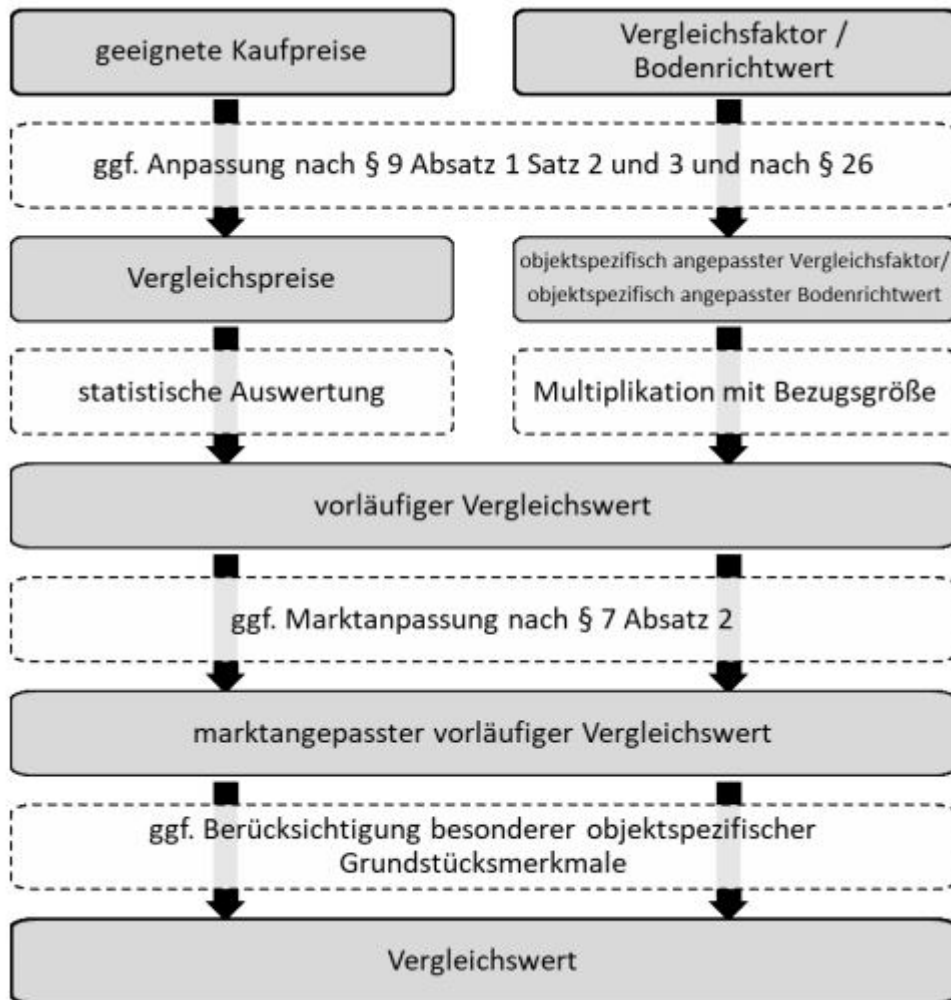 geeignete Kaufpreise
Vergleichsfaktor /
Bodenrichtwert
ggf. Anpassung nach § 9 Absatz 1 Satz 2 und 3 und nach § 26
Vergleichspreise
objektspezifisch angepasster Vergleichsfaktor/
objektspezifisch angepasster Bodenrichtwert
statistische Auswertung
Multiplikation mit Bezugsgröße
vorläufiger Vergleichswert
ggf. Marktanpassung nach § 7 Absatz 2
marktangepasster vorläufiger Vergleichswert
ggf. Berücksichtigung besonderer objektspezifischer
Grundstücksmerkmale
Vergleichswert